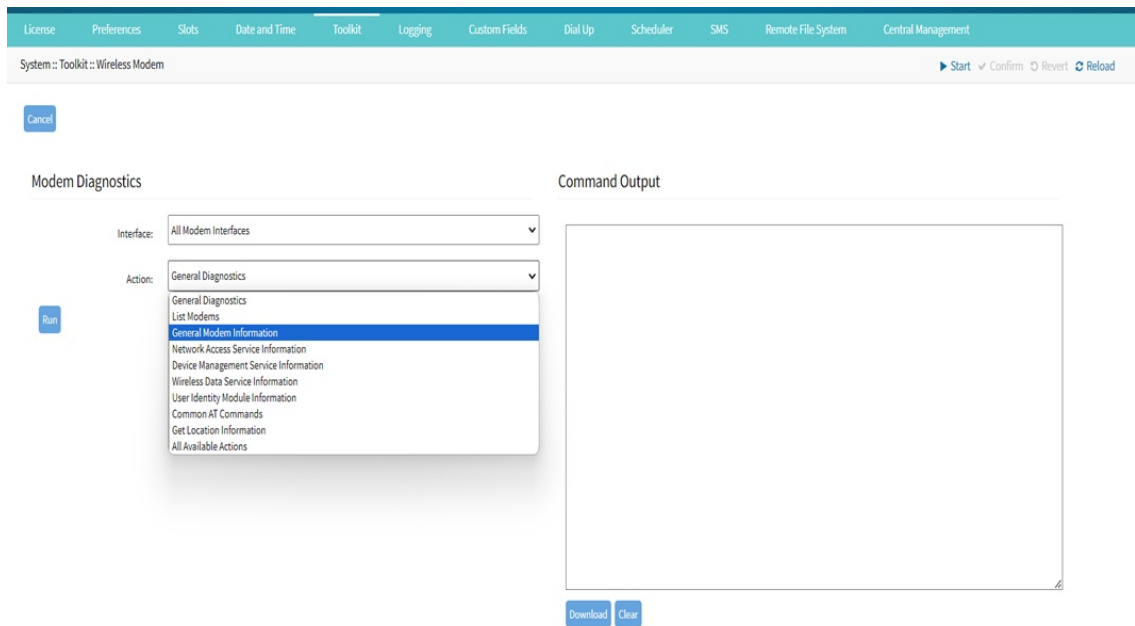 License Preferences Slots Date and Time Toolkit Logging Custom Fields Dial Up Scheduler SMS Remote File System Central Management
System :: Toolkit :: Wireless Modem Start Confirm Revert Reload
Cancel
Modem Diagnostics
Interface: All Modem Interfaces
Action: General Diagnostics
General Diagnostics
List Modems
General Modem Information
Network Access Service Information
Device Management Service Information
Wireless Data Service Information
User Identity Module Information
Common AT Commands
Get Location Information
All Available Actions
Run
Command Output
Download Clear